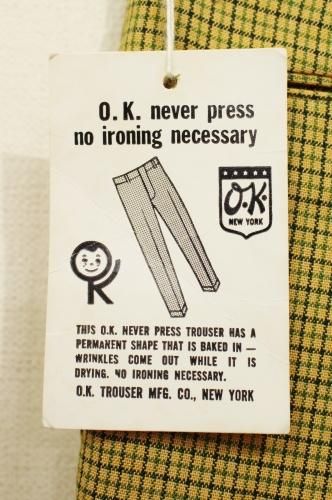 O.K. never press
no ironing necessary
O.K.
NEW YORK
OK
THIS O.K. NEVER PRESS TROUSER HAS A
PERMANENT SHAPE THAT IS BAKED IN —
WRINKLES COME OUT WHILE IT IS
DRYING. NO IRONING NECESSARY.
O.K. TROUSER MFG. CO., NEW YORK